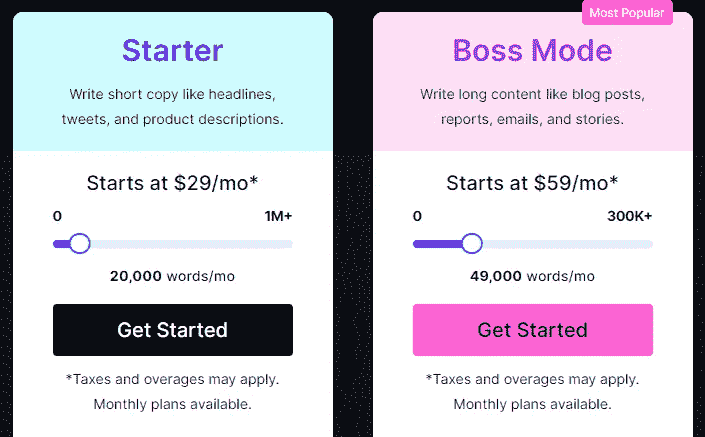 Most Popular
Starter
Write short copy like headlines,
tweets, and product descriptions.
Starts at $29/mo*
0 1M+
20,000 words/mo
Get Started
*Taxes and overages may apply.
Monthly plans available.
Boss Mode
Write long content like blog posts,
reports, emails, and stories.
Starts at $59/mo*
0 300K+
49,000 words/mo
Get Started
*Taxes and overages may apply.
Monthly plans available.